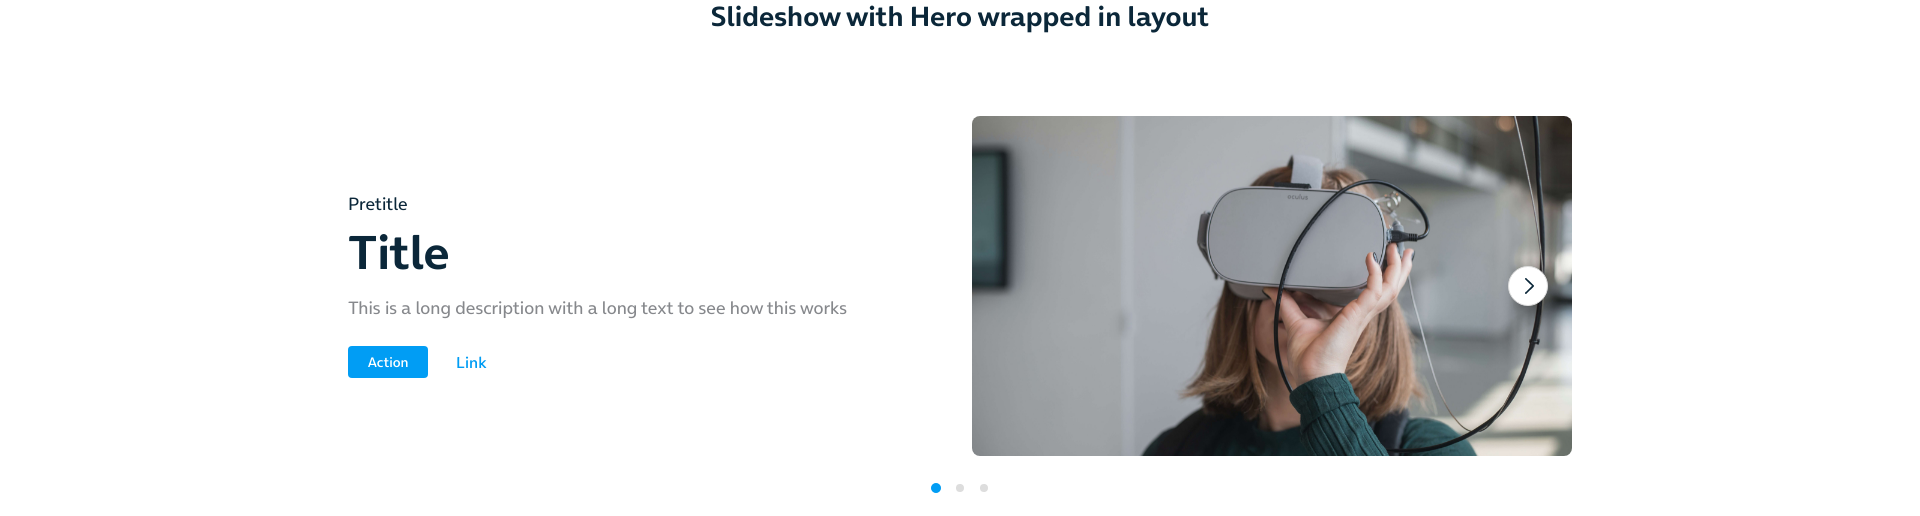 Slideshow with Hero wrapped in layout
Pretitle
Title
This is a long description with a long text to see how this works
Action
Link
oculus